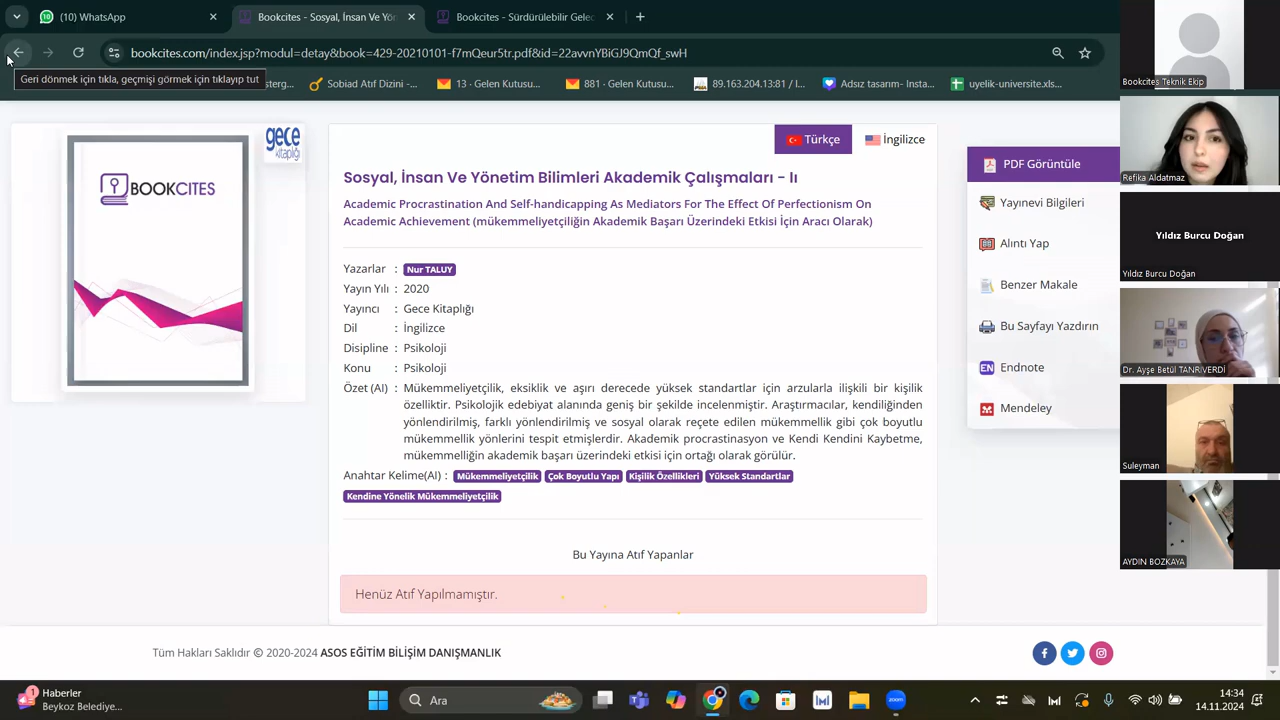 (10) WhatsApp
Bookcites - Sosyal, İnsan Ve Yö
Bookcites - Sürdürülebilir Gelec
bookcites.com/index.jsp?modul=detay&book=429-20210101-f7mQeur5tr.pdf&id=22avvnYBiGJ9QmQf_swH
Geri dönmek için tıkla, geçmişi görmek için tıklayıp tut
sterg...
Sobiad Atıf Dizini -...
13 - Gelen Kutusu...
881 - Gelen Kutusu...
89.163.204.13:81 / I...
Adsız tasarım - Insta...
uyelik-universite.xls...
BOOKCITES
gece
kitaplığı
Türkçe
İngilizce
Sosyal, İnsan Ve Yönetim Bilimleri Akademik Çalışmaları - Iı
Academic Procrastination And Self-handicapping As Mediators For The Effect Of Perfectionism On
Academic Achievement (mükemmeliyetçiliğin Akademik Başarı Üzerindeki Etkisi İçin Aracı Olarak)
Yazarlar : Nur TALUY
Yayın Yılı : 2020
Yayıncı : Gece Kitaplığı
Dil : İngilizce
Disipline : Psikoloji
Konu : Psikoloji
Özet (AI) : Mükemmeliyetçilik, eksiklik ve aşırı derecede yüksek standartlar için arzularla ilişkili bir kişilik
özelliktir. Psikolojik edebiyat alanında geniş bir şekilde incelenmiştir. Araştırmacılar, kendiliğinden
yönlendirilmiş, farklı yönlendirilmiş ve sosyal olarak reçete edilen mükemmellik gibi çok boyutlu
mükemmellik yönlerini tespit etmişlerdir. Akademik procrastinasyon ve Kendi Kendini Kaybetme,
mükemmelliğin akademik başarı üzerindeki etkisi için ortağı olarak görülür.
Anahtar Kelime(AI) : Mükemmeliyetçilik Çok Boyutlu Yapı Kişilik Özellikleri Yüksek Standartlar
Kendine Yönelik Mükemmeliyetçilik
Bu Yayına Atıf Yapanlar
Henüz Atıf Yapılmamıştır.
PDF Görüntüle
Yayınevi Bilgileri
Alıntı Yap
Benzer Makale
Bu Sayfayı Yazdırın
EN Endnote
Mendeley
Tüm Hakları Saklıdır © 2020-2024 ASOS EĞİTİM BİLİŞİM DANIŞMANLIK
Bookcites Teknik Ekip
Refika Aldatmaz
Yıldız Burcu Doğan
Yıldız Burcu Doğan
Dr. Ayşe Betül TANRIVERDİ
Suleyman
AYDIN BOZKAYA
1
Haberler
Beykoz Belediye...
Ara
zoom
14:34
14.11.2024